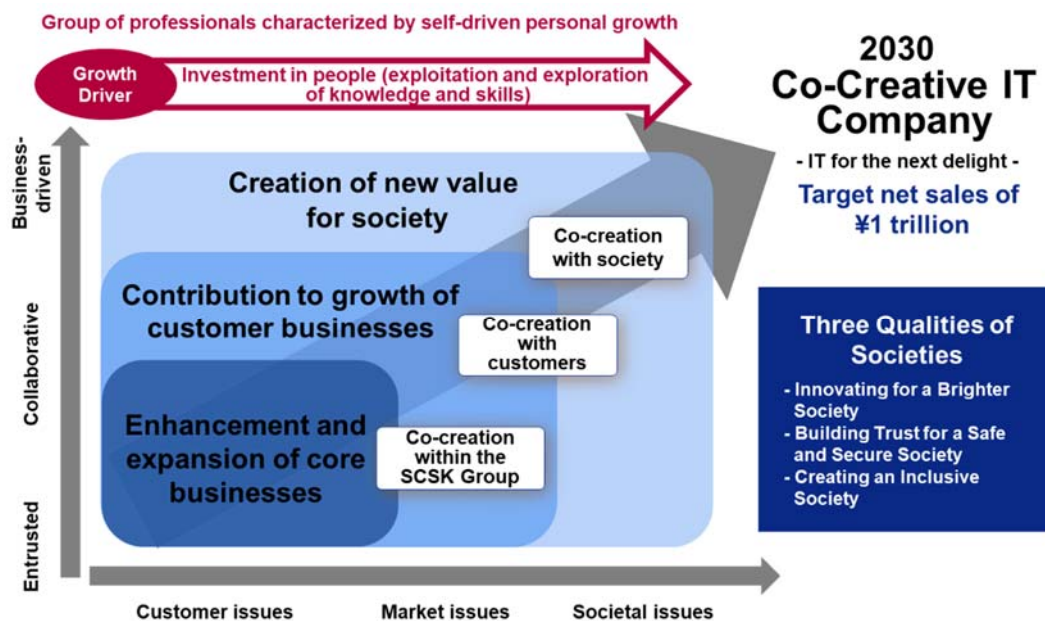 Group of professionals characterized by self-driven personal growth
Growth
Driver
Investment in people (exploitation and exploration
of knowledge and skills)
2030
Co-Creative IT
Company
- IT for the next delight -
Target net sales of
¥1 trillion
Business-
driven
Collaborative
Entrusted
Creation of new value
for society
Co-creation
with society
Contribution to growth of
customer businesses
Co-creation
with
customers
Enhancement and
expansion of core
businesses
Co-creation
within the
SCSK Group
Three Qualities of
Societies
- Innovating for a Brighter
Society
- Building Trust for a Safe
and Secure Society
- Creating an Inclusive
Society
Customer issues
Market issues
Societal issues